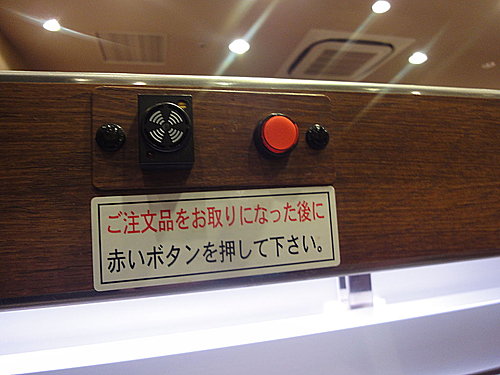 ご注文品をお取りになった後に
赤いボタンを押して下さい。